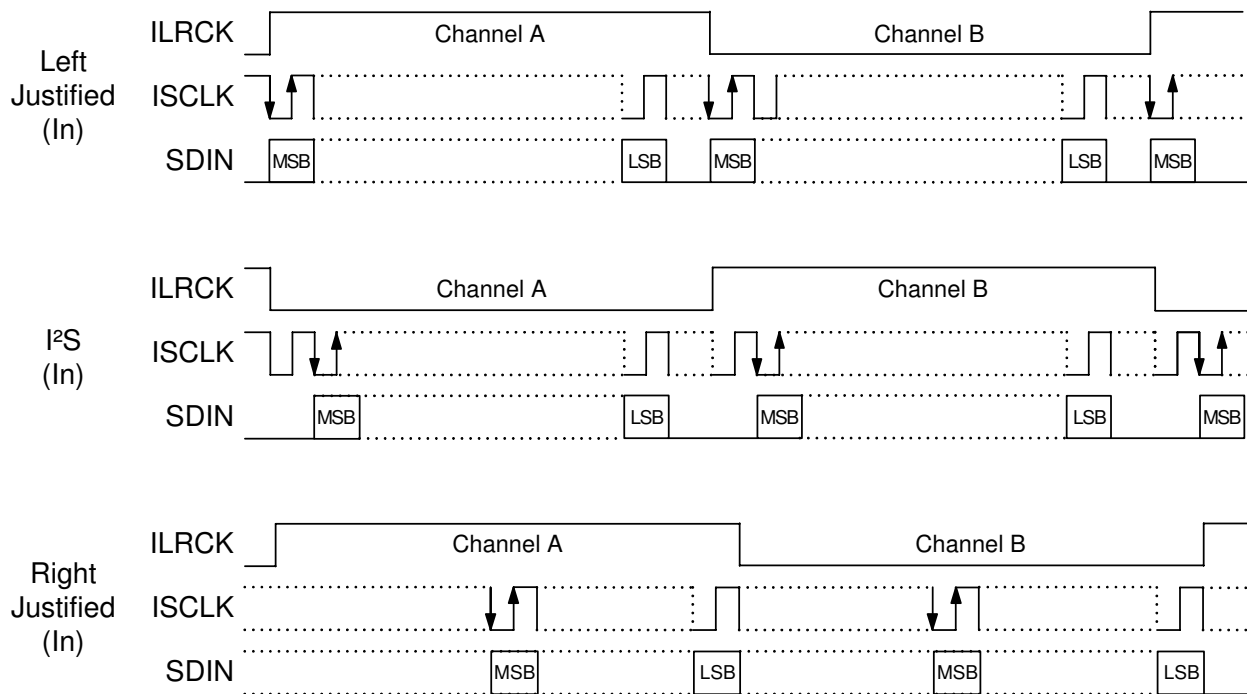 Left
Justified
(In)
ILRCK Channel A Channel B
ISCLK
SDIN MSB LSB MSB LSB MSB
I²S
(In)
ILRCK Channel A Channel B
ISCLK
SDIN MSB LSB MSB LSB MSB
Right
Justified
(In)
ILRCK Channel A Channel B
ISCLK
SDIN MSB LSB MSB LSB